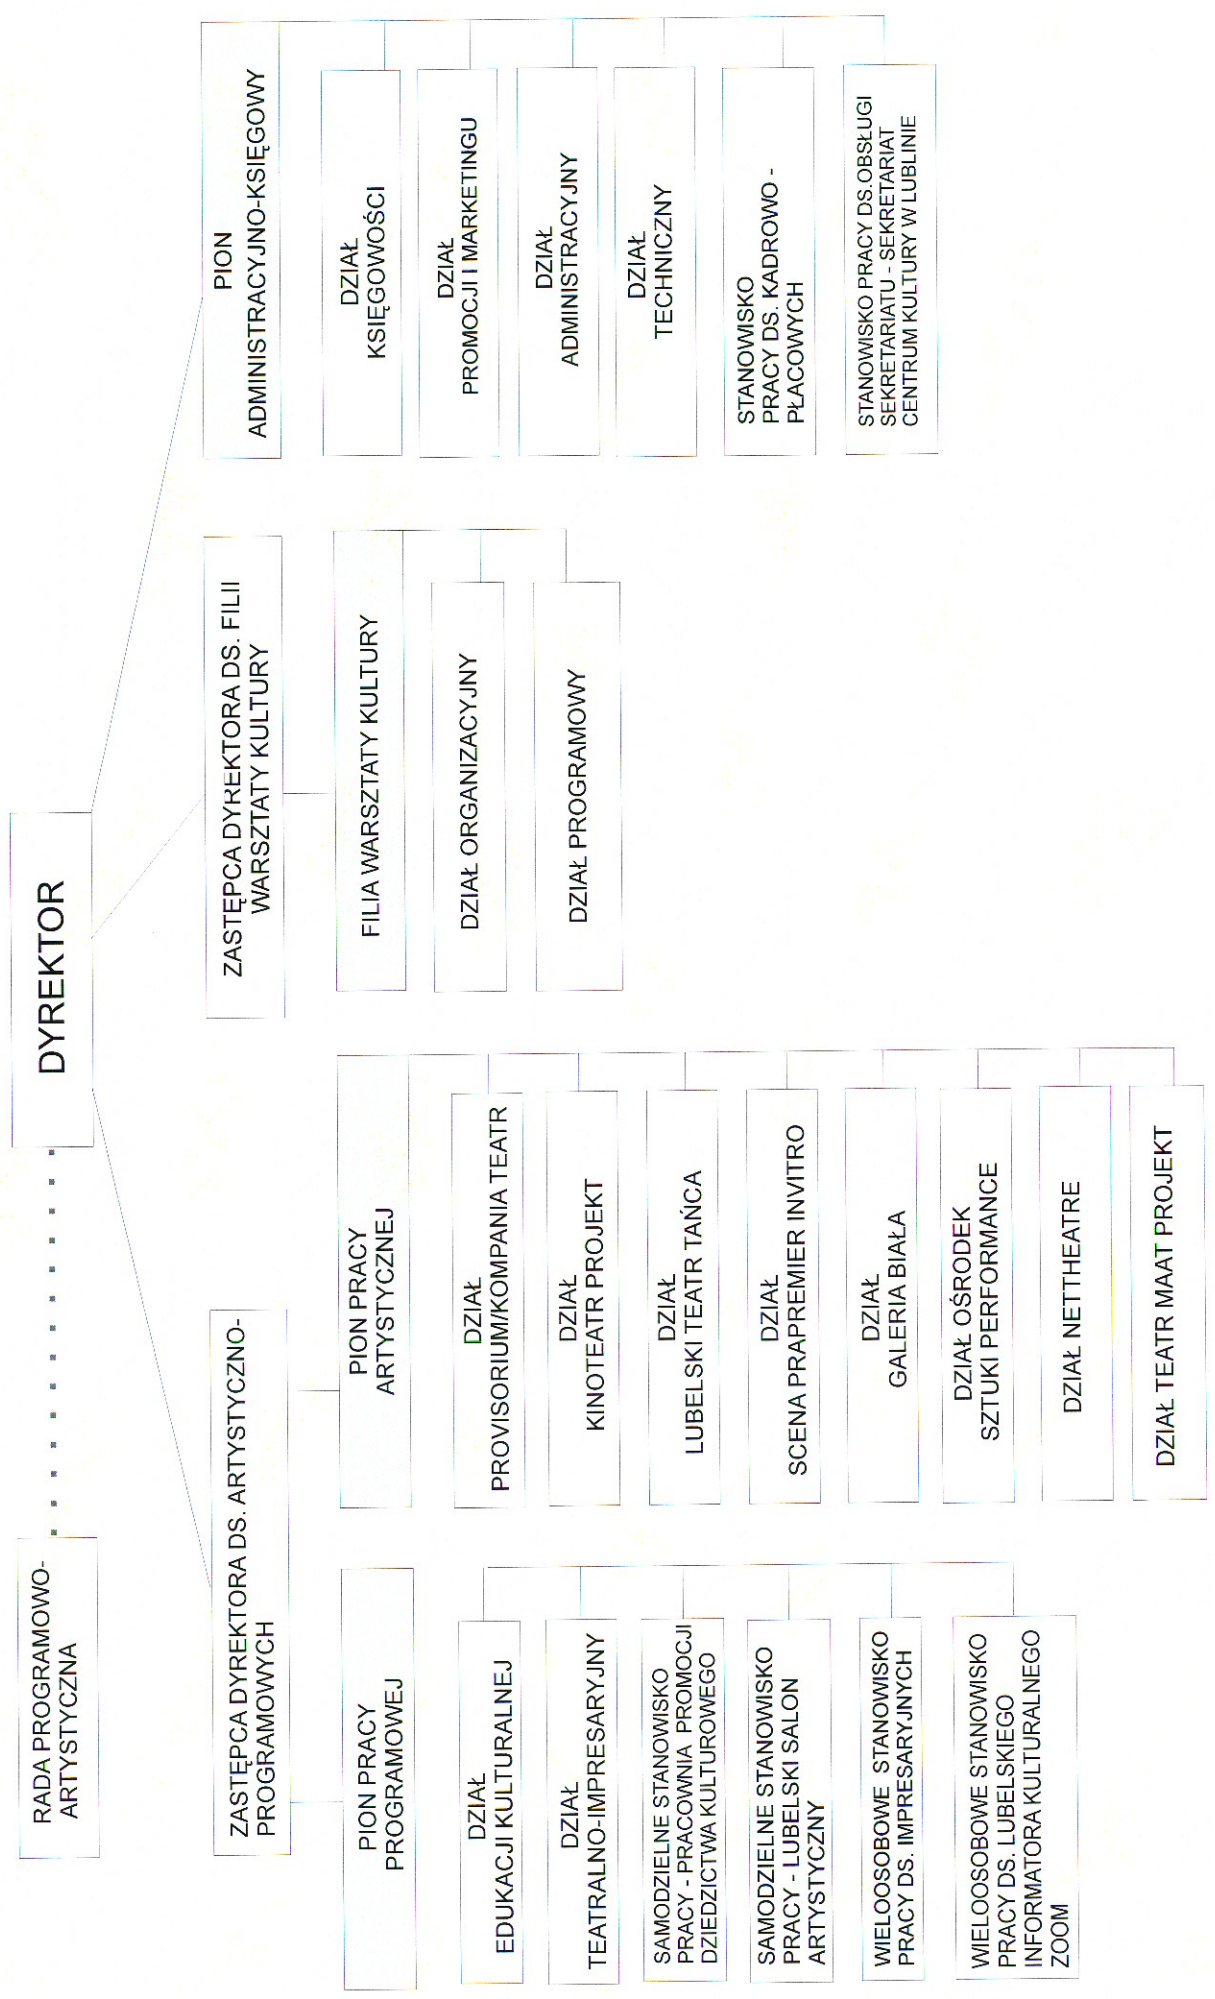 DYREKTOR
RADA PROGRAMOWO-
ARTYSTYCZNA
ZASTĘPCA DYREKTORA DS. ARTYSTYCZNO-
PROGRAMOWYCH
PION PRACY
PROGRAMOWEJ
DZIAŁ
EDUKACJI KULTURALNEJ
DZIAŁ
TEATRALNO-IMPRESARYJNY
SAMODZIELNE STANOWISKO
PRACY - PRACOWNIA PROMOCJI
DZIEDZICTWA KULTUROWEGO
SAMODZIELNE STANOWISKO
PRACY - LUBELSKI SALON
ARTYSTYCZNY
WIELOOSOBOWE STANOWISKO
PRACY DS. IMPRESARYJNYCH
WIELOOSOBOWE STANOWISKO
PRACY DS. LUBELSKIEGO
INFORMATORA KULTURALNEGO
ZOOM
PION PRACY
ARTYSTYCZNEJ
DZIAŁ
PROVISORIUM/KOMPANIA TEATR
DZIAŁ
KINOTEATR PROJEKT
DZIAŁ
LUBELSKI TEATR TAŃCA
DZIAŁ
SCENA PRAPREMIER INVITRO
DZIAŁ
GALERIA BIAŁA
DZIAŁ OŚRODEK
SZTUKI PERFORMANCE
DZIAŁ NETTHEATRE
DZIAŁ TEATR MAAT PROJEKT
ZASTĘPCA DYREKTORA DS. FILII
WARSZTATY KULTURY
FILIA WARSZTATY KULTURY
DZIAŁ ORGANIZACYJNY
DZIAŁ PROGRAMOWY
PION
ADMINISTRACYJNO-KSIĘGOWY
DZIAŁ
KSIĘGOWOŚCI
DZIAŁ
PROMOCJI I MARKETINGU
DZIAŁ
ADMINISTRACYJNY
DZIAŁ
TECHNICZNY
STANOWISKO
PRACY DS. KADROWO -
PŁACOWYCH
STANOWISKO PRACY DS.OBSŁUGI
SEKRETARIATU - SEKRETARIAT
CENTRUM KULTURY W LUBLINIE